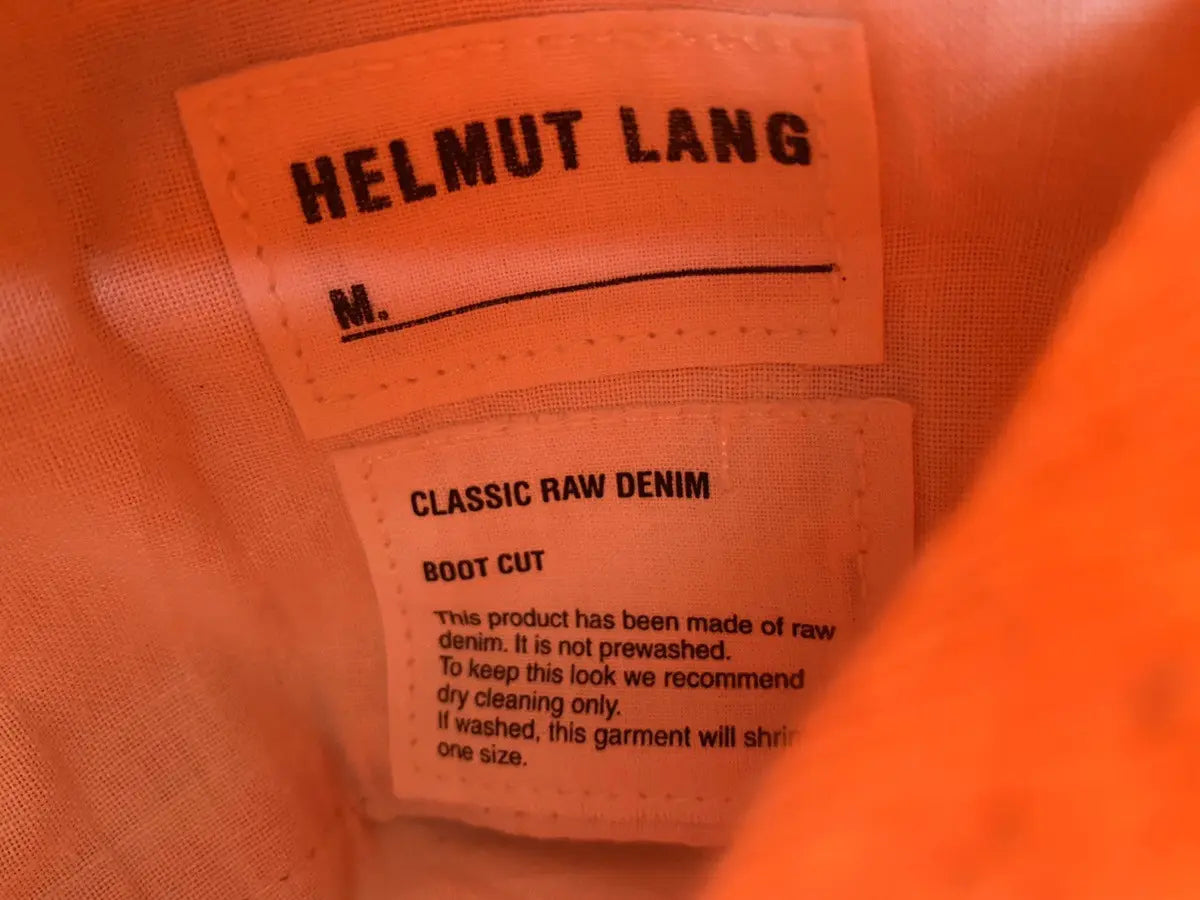 HELMUT LANG
M.
CLASSIC RAW DENIM
BOOT CUT
This product has been made of raw
denim. It is not prewashed.
To keep this look we recommend
dry cleaning only.
If washed, this garment will
one size.